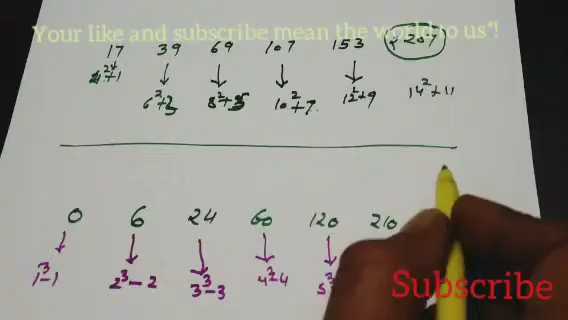 Your like and subscribe mean the world to us*!
17 39 69 107 153 207
6²+3 8²+5 10²+7 12²+9 14²+11
0 6 24 60 120 210
1³-1 2³-2 3³-3 4³-4 5³
Subscribe